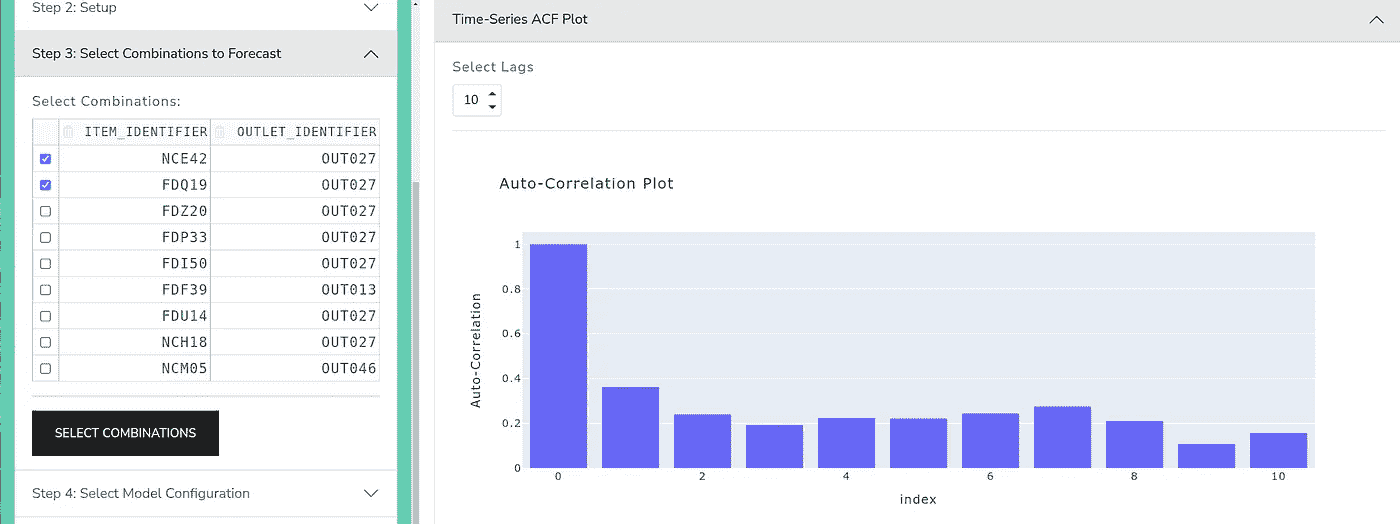 Step 2: Setup
Step 3: Select Combinations to Forecast
Select Combinations:
ITEM_IDENTIFIER OUTLET_IDENTIFIER
NCE42 OUT027
FDQ19 OUT027
FDZ20 OUT027
FDP33 OUT027
FDI50 OUT027
FDF39 OUT013
FDU14 OUT027
NCH18 OUT027
NCM05 OUT046
SELECT COMBINATIONS
Step 4: Select Model Configuration
Time-Series ACF Plot
Select Lags
10
Auto-Correlation Plot
Auto-Correlation
1
0.8
0.6
0.4
0.2
0
0 2 4 6 8 10
index